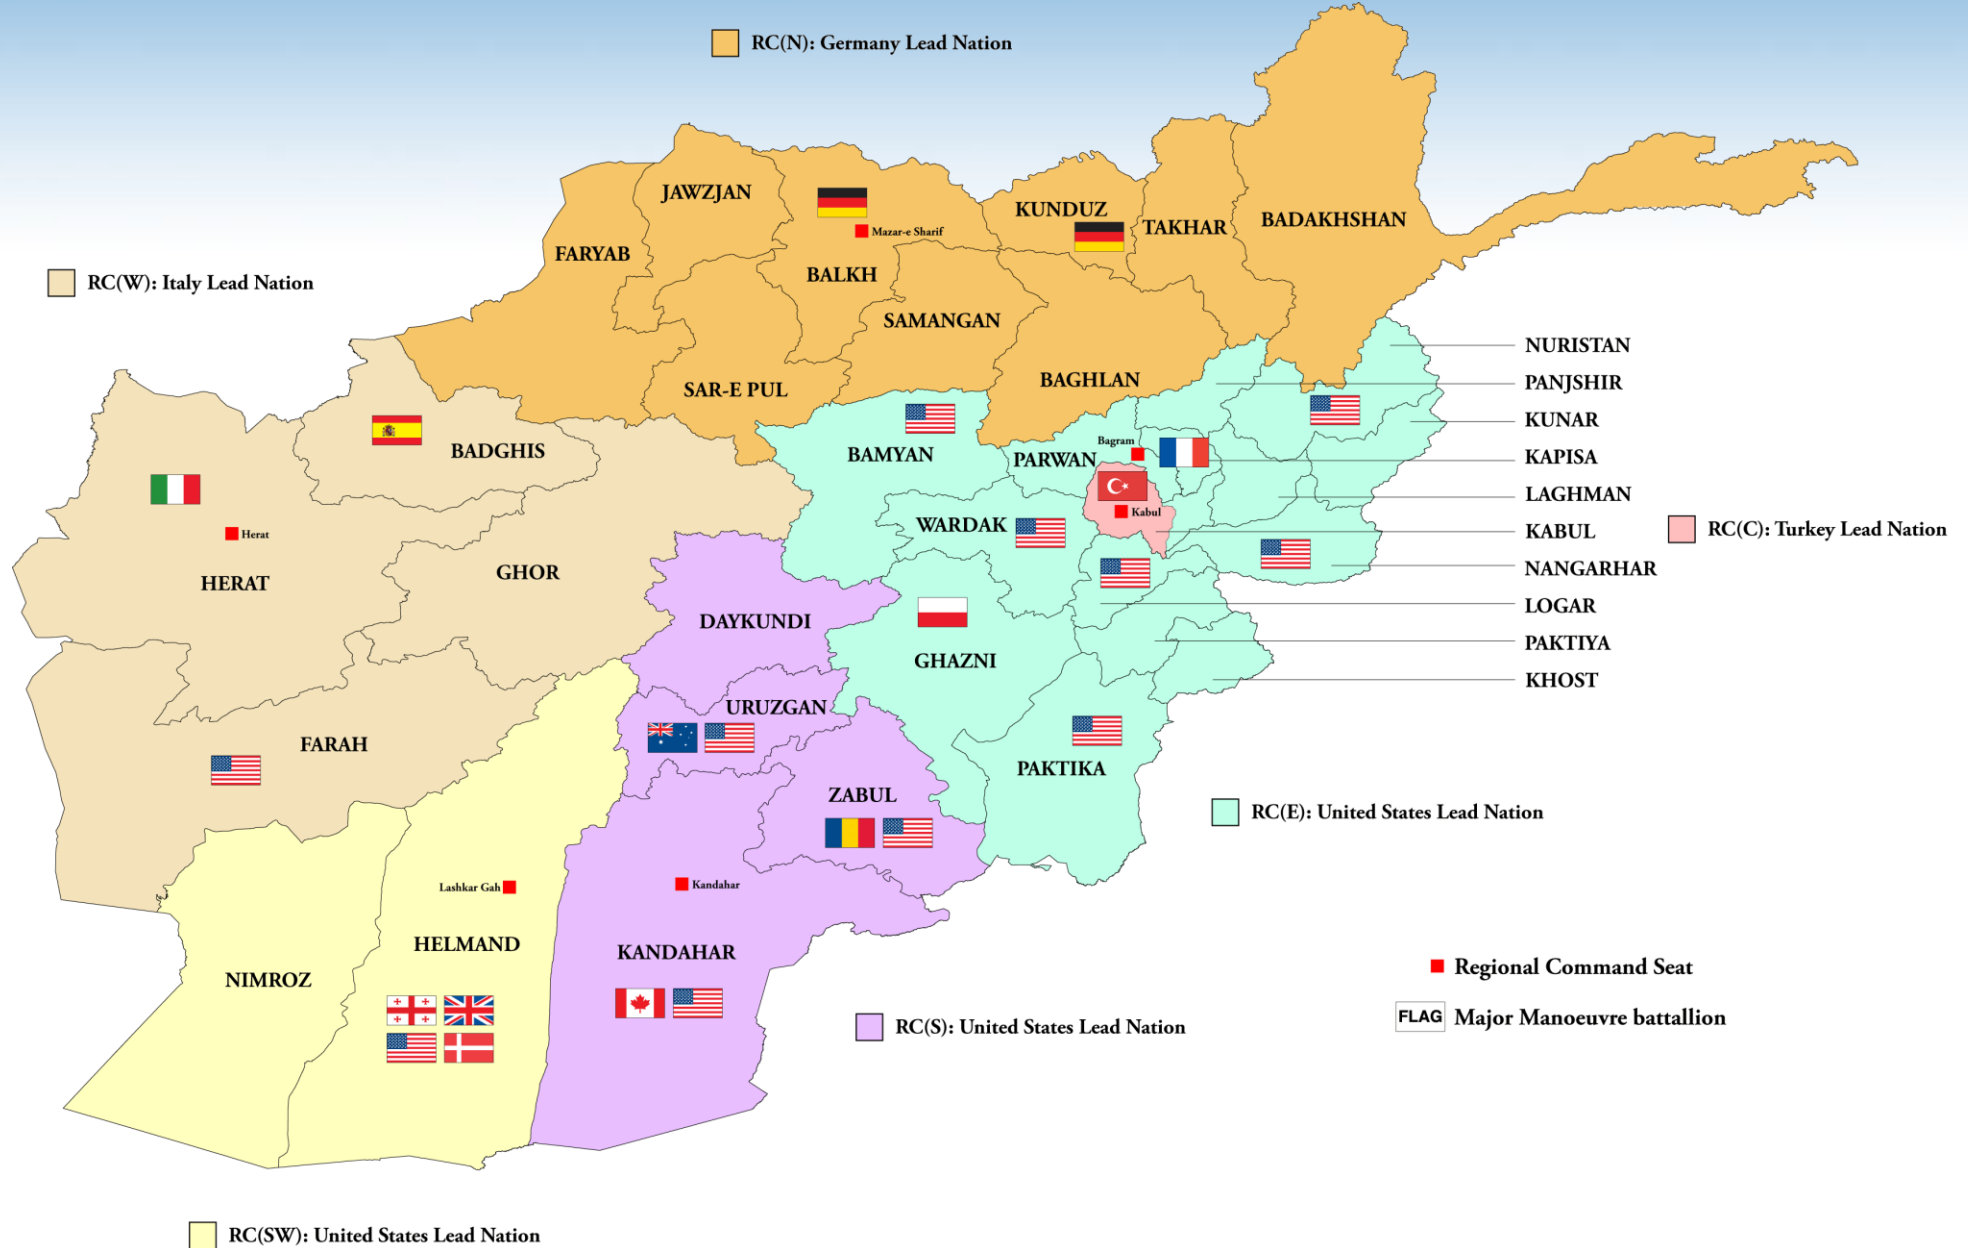 RC(N): Germany Lead Nation
JAWZJAN
KUNDUZ
TAKHAR
BADAKHSHAN
Mazar-e Sharif
FARYAB
BALKH
RC(W): Italy Lead Nation
SAMANGAN
SAR-E PUL
BAGHLAN
NURISTAN
PANJSHIR
KUNAR
KAPISA
LAGHMAN
KABUL
NANGARHAR
LOGAR
PAKTIYA
KHOST
RC(C): Turkey Lead Nation
BADGHIS
BAMYAN
Bagram
PARWAN
Kabul
WARDAK
Herat
HERAT
GHOR
DAYKUNDI
GHAZNI
URUZGAN
FARAH
PAKTIKA
ZABUL
RC(E): United States Lead Nation
Lashkar Gah
Kandahar
HELMAND
KANDAHAR
NIMROZ
Regional Command Seat
FLAG Major Manoeuvre battallion
RC(S): United States Lead Nation
RC(SW): United States Lead Nation